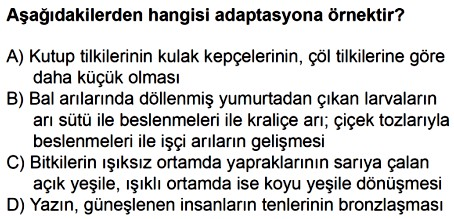 Aşağıdakilerden hangisi adaptasyona örnektir?
A) Kutup tilkilerinin kulak kepçelerinin, çöl tilkilerine göre
daha küçük olması
B) Bal arılarında döllenmiş yumurtadan çıkan larvaların
arı sütü ile beslenmeleri ile kraliçe arı; çiçek tozlarıyla
beslenmeleri ile işçi arıların gelişmesi
C) Bitkilerin ışıksız ortamda yapraklarının sarıya çalan
açık yeşile, ışıklı ortamda ise koyu yeşile dönüşmesi
D) Yazın, güneşlenen insanların tenlerinin bronzlaşması